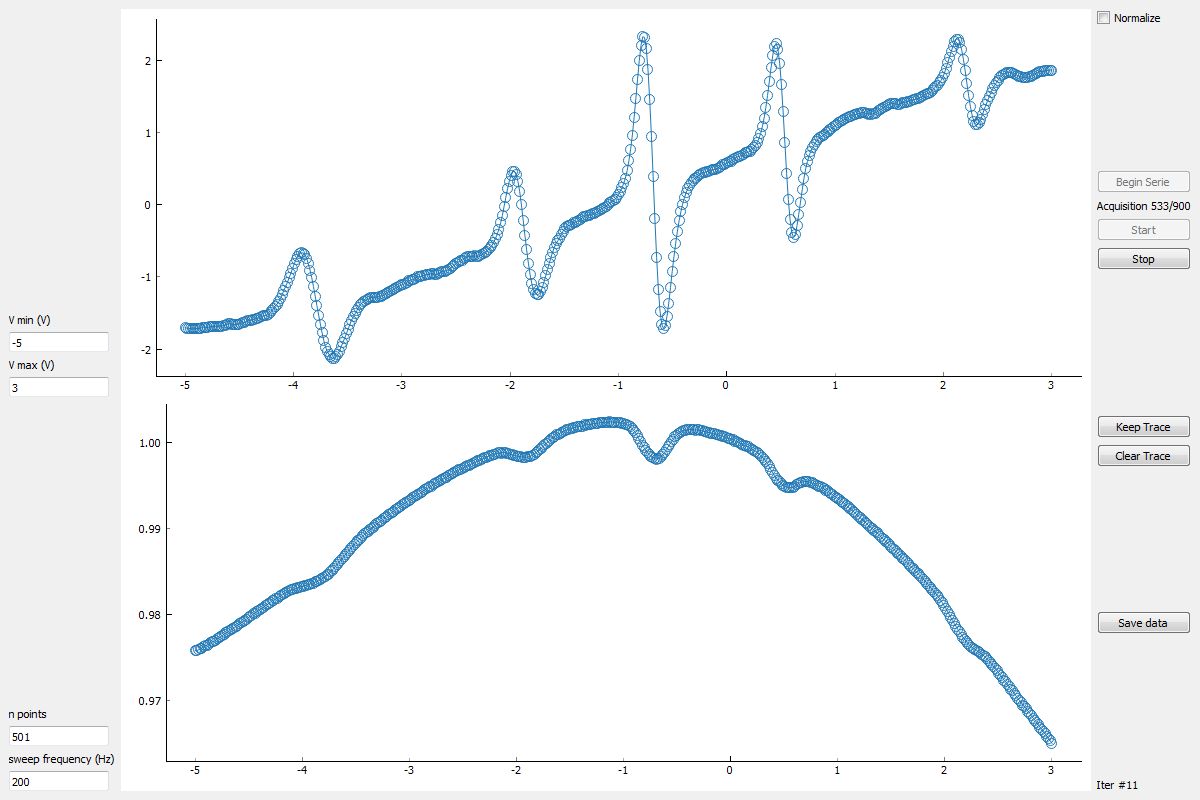 Normalize
2
1
0
-1
-2
-5 -4 -3 -2 -1 0 1 2 3
Begin Serie
Acquisition 533/900
Start
Stop
V min (V)
-5
V max (V)
3
1.00
0.99
0.98
0.97
-5 -4 -3 -2 -1 0 1 2 3
Keep Trace
Clear Trace
Save data
n points
501
sweep frequency (Hz)
200
Iter #11